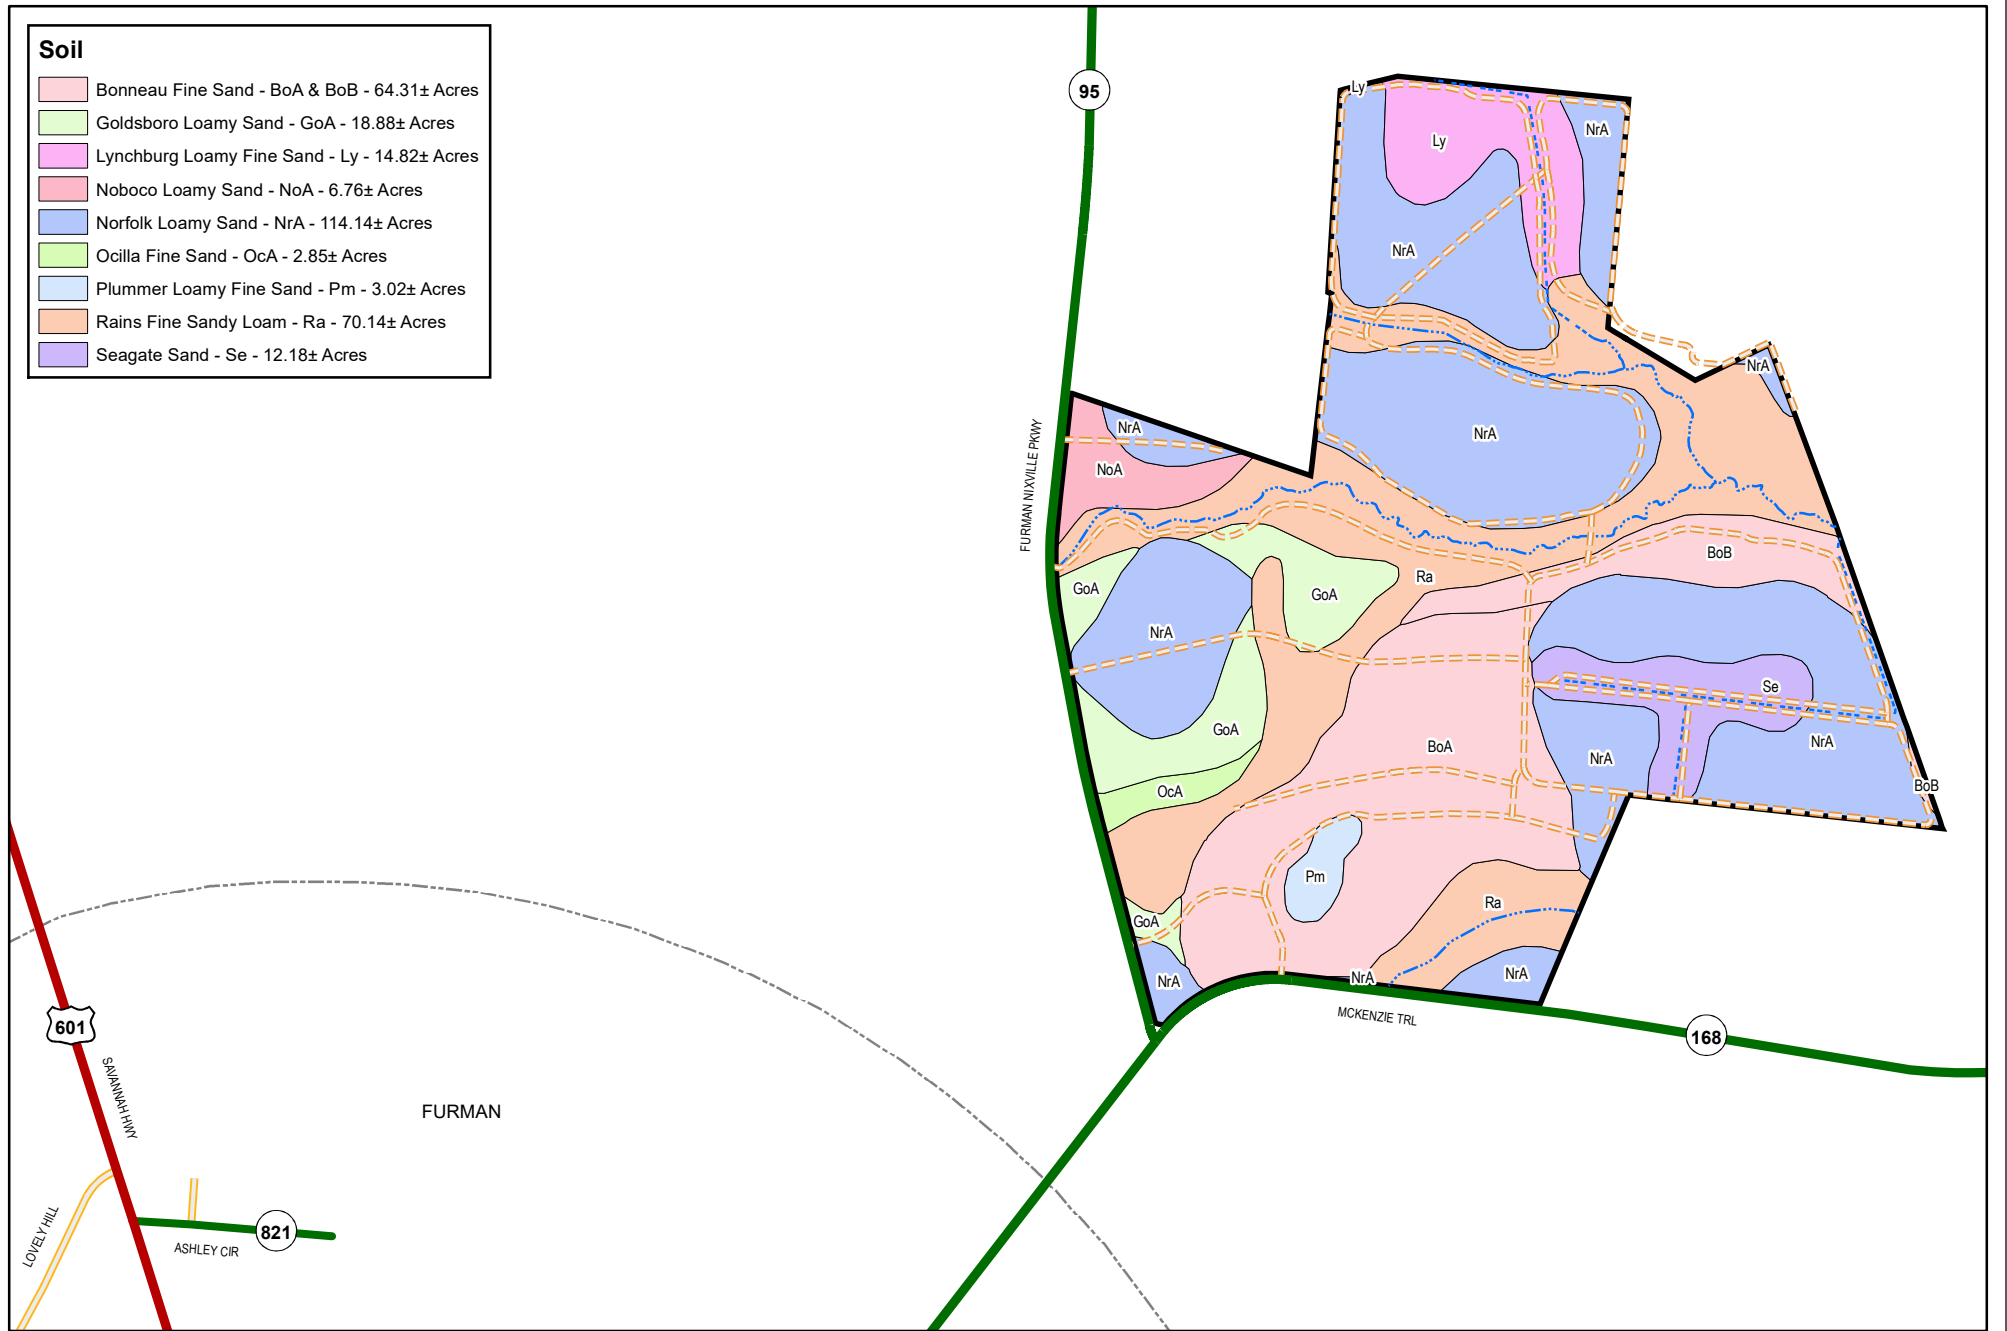 Soil
Bonneau Fine Sand - BoA & BoB - 64.31± Acres
Goldsboro Loamy Sand - GoA - 18.88± Acres
Lynchburg Loamy Fine Sand - Ly - 14.82± Acres
Noboco Loamy Sand - NoA - 6.76± Acres
Norfolk Loamy Sand - NrA - 114.14± Acres
Ocilla Fine Sand - OcA - 2.85± Acres
Plummer Loamy Fine Sand - Pm - 3.02± Acres
Rains Fine Sandy Loam - Ra - 70.14± Acres
Seagate Sand - Se - 12.18± Acres
95
Ly
NrA
Ly
NrA
NrA
NrA
NrA
NoA
FURMAN NIXVILLE PKWY
BoB
Ra
GoA
GoA
NrA
Se
GoA
NrA
BoA
NrA
BoB
OcA
Pm
Ra
GoA
NrA
NrA
NrA
MCKENZIE TRL
168
601
SAVANNAH HWY
FURMAN
LOVELY HILL
821
ASHLEY CIR